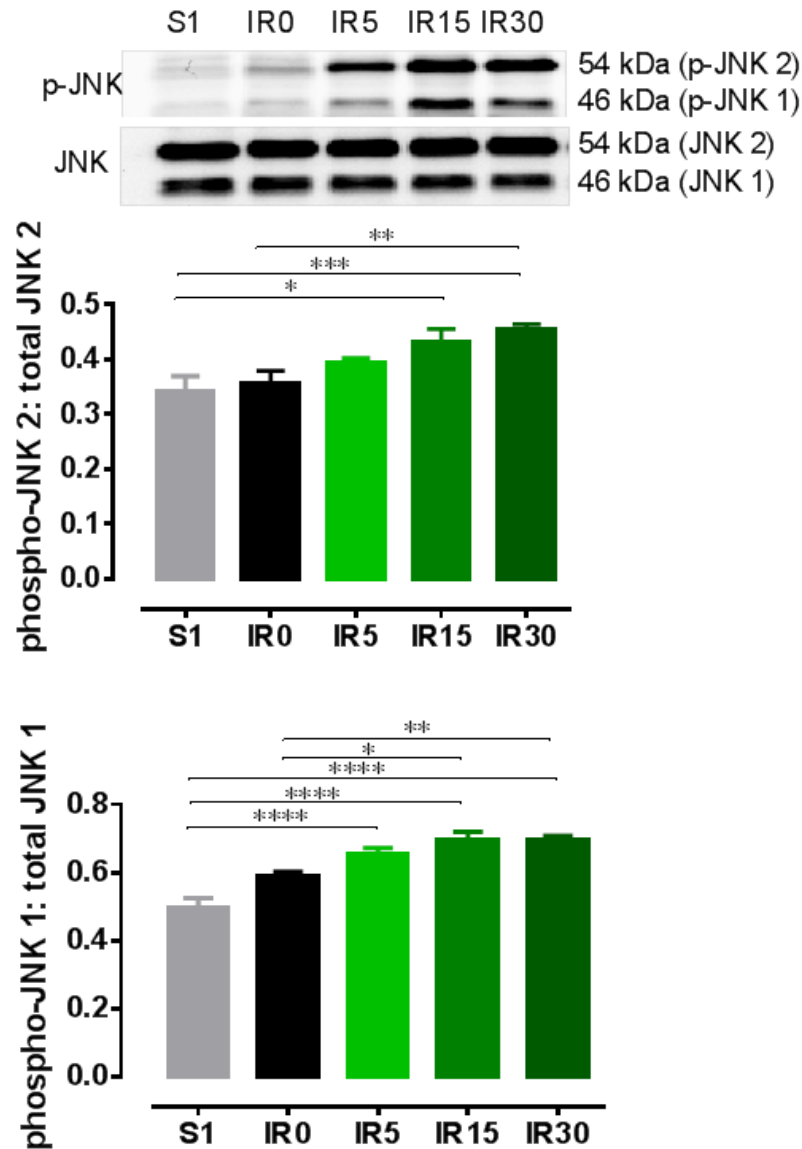 S1 IR0 IR5 IR15 IR30
p-JNK
54 kDa (p-JNK 2)
46 kDa (p-JNK 1)
JNK
54 kDa (JNK 2)
46 kDa (JNK 1)
phospho-JNK 2: total JNK 2
**
***
*
0.5
0.4
0.3
0.2
0.1
0.0
S1 IR0 IR5 IR15 IR30
phospho-JNK 1: total JNK 1
**
*
****
****
****
0.8
0.6
0.4
0.2
0.0
S1 IR0 IR5 IR15 IR30